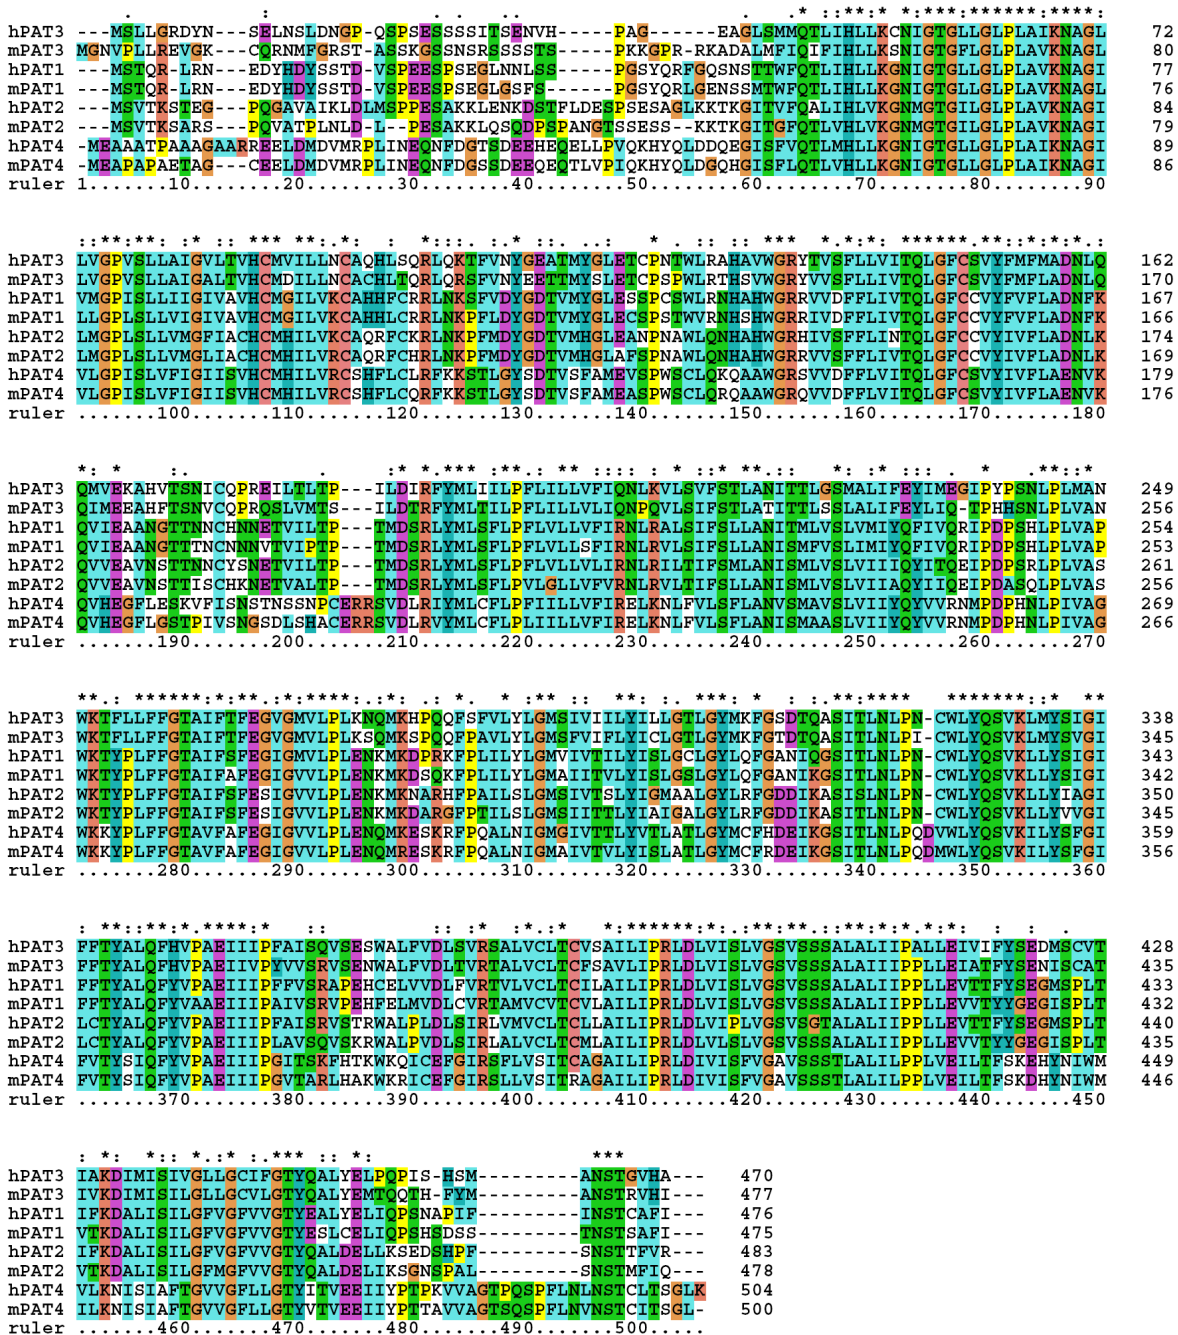 hPAT3 ---MSLLGRDYN---SELNSLDNGP-QSPSESSSSITSENVH-----PAG------EAGLSMMQTLIHLLKCNIGTGLLGLPLAIKNAGL 72
mPAT3 MGNVPLLREVGK---CQRNMFGRST-ASSKGSSNSRSSSSTS-----PKKGPR-RKADALMFIQIFIHLLKSNIGTGFLGLPLAVKNAGL 80
hPAT1 ---MSTQR-LRN---EDYHDYSSTD-VSPEESPSEGLNNLSS-----PGSYQRFGQSNSTTWFQTLIHLLKGNIGTGLLGLPLAVKNAGI 77
mPAT1 ---MSTQR-LRN---EDYHDYSSTD-VSPEESPSEGLGSFS------PGSYQRLGENSSMTWFQTLIHLLKGNIGTGLLGLPLAVKNAGL 76
hPAT2 ---MSVTKSTEG---PQGAVAIKLDLMSPPESAKKLENKDSTFLDESPSESAGLKKTKGITVFQALIHLVKGNMGTGILGLPLAVKNAGI 84
mPAT2 ---MSVTKSARS---PQVATPLNLD-L--PESAKKLQSQDPSPANGTSSESS--KKTKGITGFQTLVHLVKGNMGTGILGLPLAVKNAGI 79
hPAT4 -MEAAATPAAAGAARREELDMDVMRPLINEQNFDGTSDEEHEQELLPVQKHYQLDDQEGISFVQTLMHLLKGNIGTGLLGLPLAIKNAGI 89
mPAT4 -MEAPAPAETAG---CEELDMDVMRPLINEQNFDGSSDEEQEQTLVPIQKHYQLDGQHGISFLQTLVHLLKGNIGTGLLGLPLAIKNAGI 86
ruler 1.......10........20........30........40........50........60........70........80........90
hPAT3 LVGPVSLLAIGVLTVHCMVILLNCAQHLSQRLQKTFVNYGEATMYGLETCPNTWLRAHAVWGRYTVSFLLVITQLGFCSVYFMFMADNLQ 162
mPAT3 LVGPVSLLAIGALTVHCMDILLNCACHLTQRLQRSFVNYEETTMYSLETCPSPWLRTHSVWGRYVVSFLLIVTQLGFCSVYFMFLADNLQ 170
hPAT1 VMGPISLLIIGIVAVHCMGILVKCAHHFCRRLNKSFVDYGDTVMYGLESSPCSWLRNHAHWGRRVVDFFLIVTQLGFCCVYFVFLADNFK 167
mPAT1 LLGPLSLLVIGIVAVHCMGILVKCAHHLCRRLNKPFLDYGDTVMYGLECSPSTWVRNHSHWGRRIVDFFLIVTQLGFCCVYFVFLADNFK 166
hPAT2 LMGPLSLLVMGFIACHCMHILVKCAQRFCKRLNKPFMDYGDTVMHGLEANPNAWLQNHAHWGRHIVSFFLIITQLGFCCVYIVFLADNLK 174
mPAT2 LMGPLSLLVMGLIACHCMHILVRCAQRFCHRLNKPFMDYGDTVMHGLAFSPNAWLQNHAHWGRRVVSFFLIVTQLGFCCVYIVFLADNLK 169
hPAT4 VLGPISLVFIGIISVHCMHILVRCSHFLCLRFKKSTLGYSDTVSFAMEVSPWSCLQKQAAWGRSVVDFFLVITQLGFCSVYIVFLAENVK 179
mPAT4 VLGPISLVFIGIISVHCMHILVRCSHFLCQRFKKSTLGYSDTVSFAMEASPWSCLQRQAAWGRQVVDFFLVITQLGFCSVYIVFLAENVK 176
ruler ........100.......110.......120.......130.......140.......150.......160.......170.......180
hPAT3 QMVEKAHVTSNICQPREILTLTP---ILDIRFYMLIILPFLILLVFIQNLKVLSVFSTLANITTLGSMALIFEYIMEGIPYPSNLPLMAN 249
mPAT3 QIMEEAHFTSNVCQPRQSLVMTS---ILDTRFYMLTILPFLILLVLIQNPQVLSIFSTLATITTLSSLALIFEYLIQ-TPHHSNLPLVAN 256
hPAT1 QVIEAANGTTNNCHNNETVILTP---TMDSRLYMLSFLPFLVLLVFIRNLRALSIFSLLANITMLVSLVMIYQFIVQRIPDPSHLPLVAP 254
mPAT1 QVIEAANGTTTNCNNNVTVIPTP---TMDSRLYMLSFLPFLVLLSFIRNLRVLSIFSLLANISMFVSLIMIYQFIVQRIPDPSHLPLVAP 253
hPAT2 QVVEAVNSTTNNCYSNETVILTP---TMDSRLYMLSFLPFLVLLVLIRNLRILTIFSMLANISMLVSLVIIIQYITQEIPDPSRLPLVAS 261
mPAT2 QVVEAVNSTTISCHKNETVALTP---TMDSRLYMLSFLPVLGLLVFVRNLRVLTIFSLLANISMLVSLVIIAQYIIQEIPDASQLPLVAS 256
hPAT4 QVHEGFLESKVFISNSTNSSNPCERRSVDLRIYMLCFLPFIILLVFIRELKNLFVLSFLANVSMAVSLVIIYQYVVRNMPDPHNLPIVAG 269
mPAT4 QVHEGFLGSTPIVSNGSDLSHACERRSVDLRVYMLCFLPLIILLVFIRELKNLFVLSFLANISMAASLVIIYQYVVRNMPDPHNLPIVAG 266
ruler ........190.......200.......210.......220.......230.......240.......250.......260.......270
hPAT3 WKTFLLFFGTAIFTFEGVGMVLPLKNQMKHPQQFSFVLYLGMSIVIILYILLGTLGYMKFGSDTQASITLNLPN-CWLYQSVKLMYSIGI 338
mPAT3 WKTFLLFFGTAIFTFEGVGMVLPLKSQMKSPQQFPAVLYLGMSFVIFLYICLGTLGYMKFGTDTQASITLNLPI-CWLYQSVKLMYSVGI 345
hPAT1 WKTYPLFFGTAIFSFEGIGMVLPLENKMKDPRKFPLILYLGMVIVTILYISLGCLGYLQFGANIQGSITLNLPN-CWLYQSVKLLYSIGI 343
mPAT1 WKTYPLFFGTAIFAFEGIGVVLPLENKMKDSQKFPLILYLGMAIITVLYISLGSLGYLQFGANIKGSITLNLPN-CWLYQSVKLLYSIGI 342
hPAT2 WKTYPLFFGTAIFSFESIGVVLPLENKMKNARHFPAILSLGMSIVTSLYIGMAALGYLRFGDDIKASISLNLPN-CWLYQSVKLLYIAGI 350
mPAT2 WKTYPLFFGTAIFSFESIGVVLPLENKMKDARGFPTILSLGMSIITTLYIAIGALGYLRFGDDIKASITLNLPN-CWLYQSVKLLYVVGI 345
hPAT4 WKKYPLFFGTAVFAFEGIGVVLPLENQMKESKRFPQALNIGMGIVTTLYVTLATLGYMCFHDEIKGSITLNLPQDVWLYQSVKILYSFGI 359
mPAT4 WKKYPLFFGTAVFAFEGIGVVLPLENQMRESKRFPQALNIGMAIVTVLYISLATLGYMCFRDEIKGSITLNLPQDMWLYQSVKILYSFGI 356
ruler ........280.......290.......300.......310.......320.......330.......340.......350.......360
hPAT3 FFTYALQFHVPAEIIIPFAISQVSESWALFVDLSVRSALVCLTCVSAILIPRLDLVISLVGSVSSSALALIIPALLEIVIFYSEDMSCVT 428
mPAT3 FFTYALQFHVPAEIIVPYVVSRVSENWALFVDLTVRTALVCLTCFSAVLIPRLDLVISLVGSVSSSALAIIIPPLLEIATFYSENISCAT 435
hPAT1 FFTYALQFYVPAEIIIPFFVSRAPEHCELVVDLFVRTVLVCLTCILAILIPRLDLVISLVGSVSSSALALIIPPLLEVTTFYSEGMSPLT 433
mPAT1 FFTYALQFYVAAEIIIPAIVSRVPEHFELMVDLCVRTAMVCVTCVLAILIPRLDLVISLVGSVSSSALALIIPPLLEVVTYYGEGISPLT 432
hPAT2 LCTYALQFYVPAEIIIPFAISRVSTRWALPLDLSIRLVMVCLTCLLAILIPRLDLVIPLVGSVSGTALALIIPPLLEVTTFYSEGMSPLT 440
mPAT2 LCTYALQFYVPAEIIIPLAVSQVSKRWALPVDLSIRLALVCLTCMLAILIPRLDLVISLVGSVSSSALALIIPPLLEVVTYYGEGISPLT 435
hPAT4 FVTYSIQFYVPAEIIIPGITSKFHTKWKQICEFGIRSFLVSITCAGAILIPRLDIVISFVGAVSSSTLALILPPLVEILTFSKEHYNIWM 449
mPAT4 FVTYSIQFYVPAEIIIPGVTARLHAKWKRICEFGIRSLLVSITRAGAILIPRLDIVISFVGAVSSSTLALILPPLVEILTFSKDHYNIWM 446
ruler ........370.......380.......390.......400.......410.......420.......430.......440.......450
hPAT3 IAKDIMISIVGLLGCIFGTYQALYELPQPIS-HSM---------ANSTGVHA--- 470
mPAT3 IVKDIMISILGLLGCVLGTYQALYEMTQQTH-FYM---------ANSTRVHI--- 477
hPAT1 IFKDALISILGFVGFVVGTYEALYELIQPSNAPIF---------INSTCAFI--- 476
mPAT1 VTKDALISILGFVGFVVGTYESLCELIQPSHSDSS---------TNSTSAFI--- 475
hPAT2 IFKDALISILGFVGFVVGTYQALDELLKSEDSHPF---------SNSTTFVR--- 483
mPAT2 VTKDALISILGFMGFVVGTYQALDELIKSGNSPAL---------SNSTMFIQ--- 478
hPAT4 VLKNISIAFTGVVGFLLGTYITVEEIIYPTPKVVAGTPQSPFLNLNSTCLTSGLK 504
mPAT4 ILKNISIAFTGVVGFLLGTYVTVEEIIYPTTAVVAGTSQSPFLNVNSTCITSGL- 500
ruler ........460.......470.......480.......490.......500......